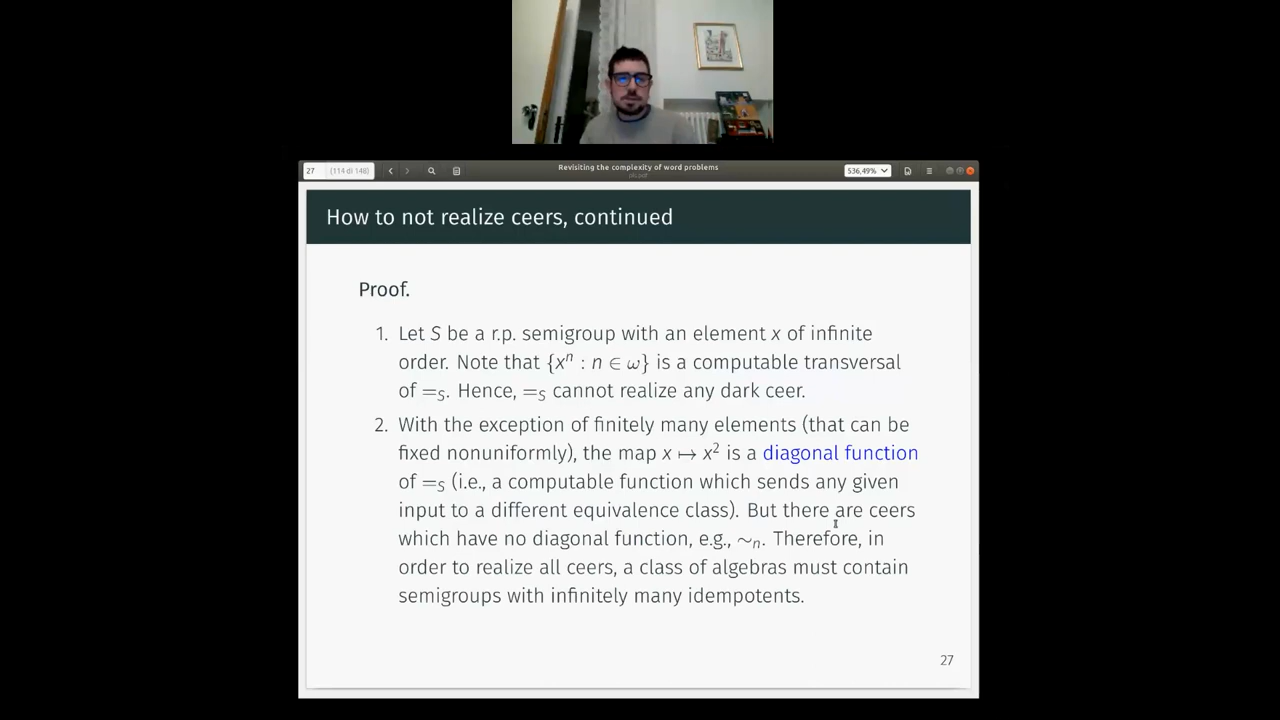 27 (114 di 148) Revisiting the complexity of word problems 536,49%
How to not realize ceers, continued
Proof.
1. Let S be a r.p. semigroup with an element x of infinite
order. Note that {xⁿ : n ∈ ω} is a computable transversal
of =S. Hence, =S cannot realize any dark ceer.
2. With the exception of finitely many elements (that can be
fixed nonuniformly), the map x ↦ x² is a diagonal function
of =S (i.e., a computable function which sends any given
input to a different equivalence class). But there are ceers
which have no diagonal function, e.g., ∼n. Therefore, in
order to realize all ceers, a class of algebras must contain
semigroups with infinitely many idempotents.
27